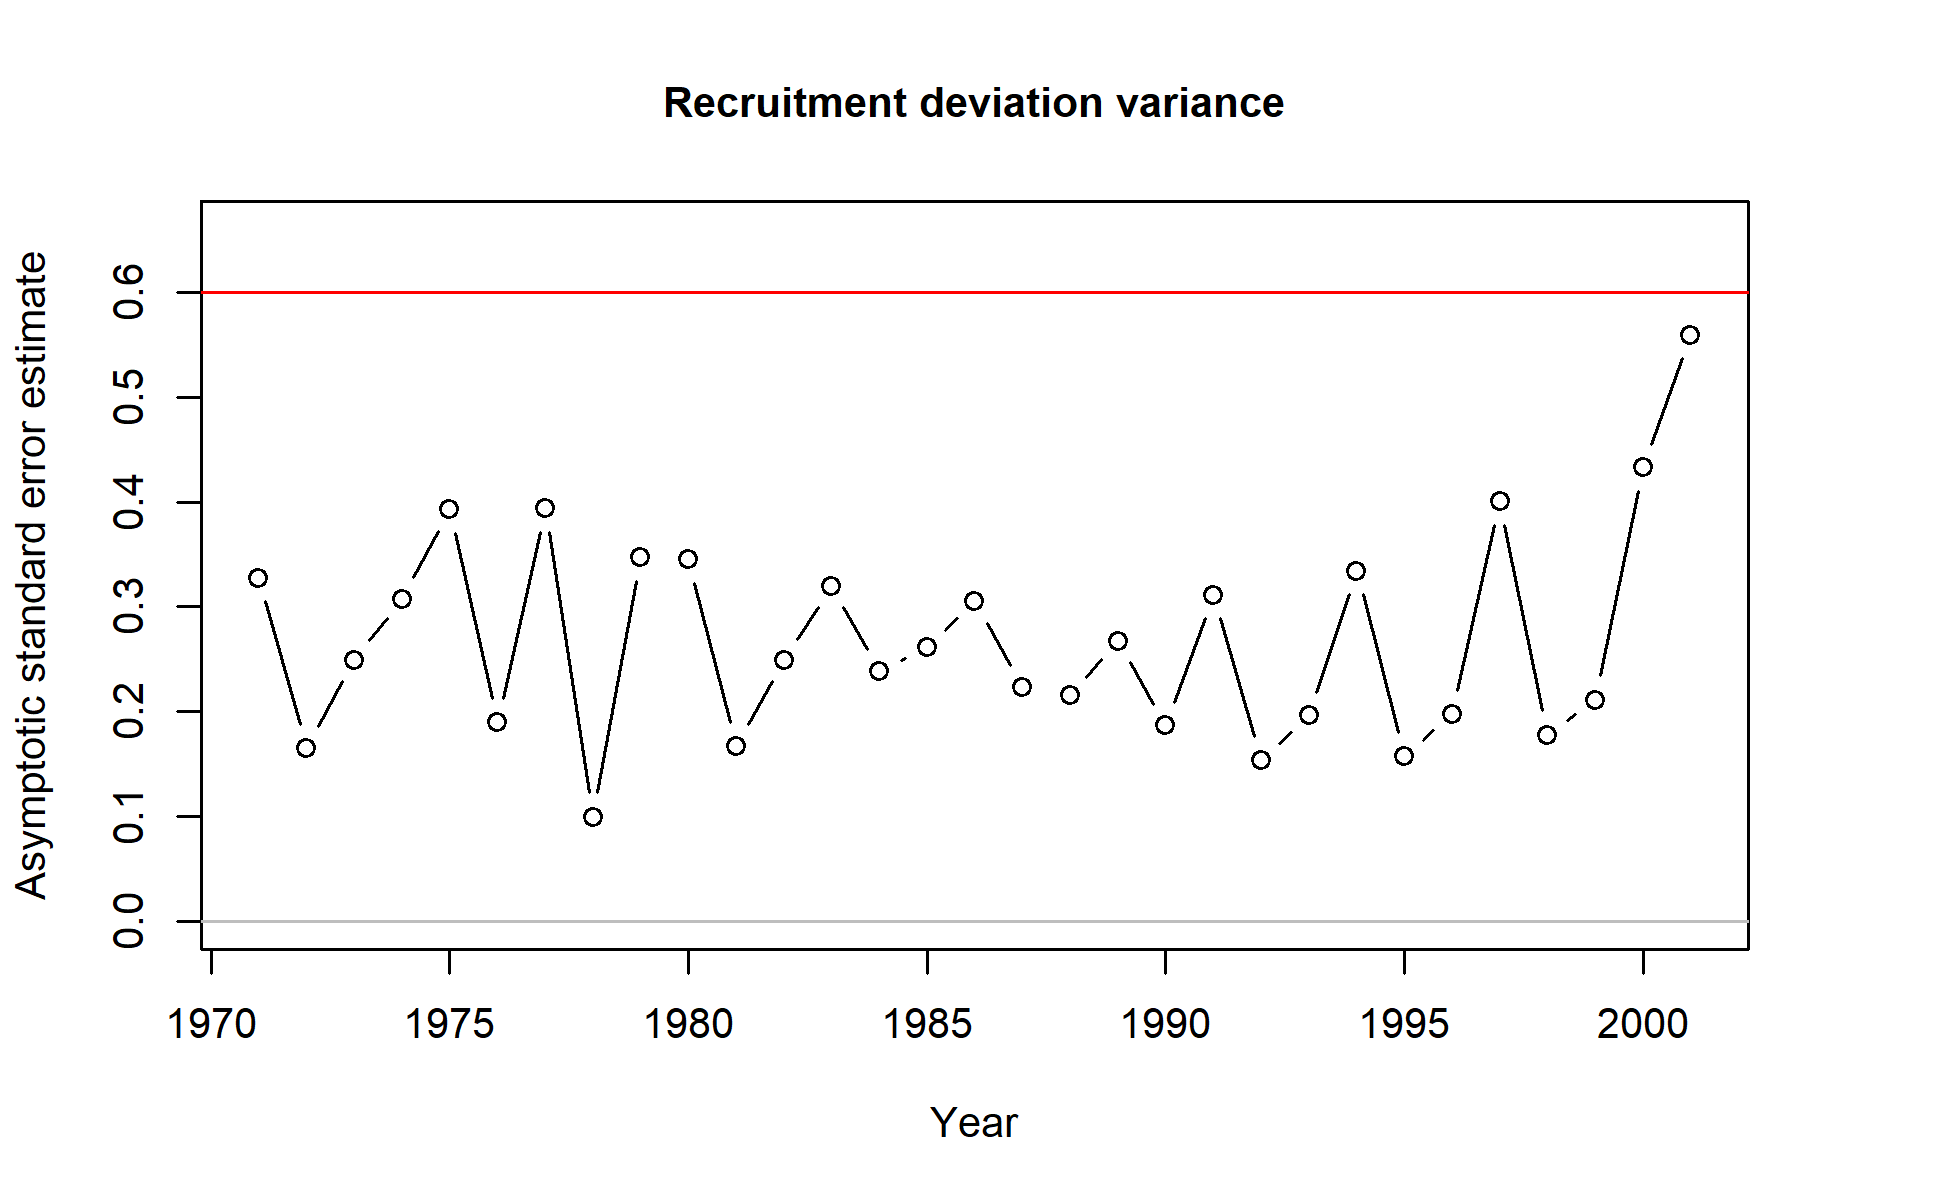 Recruitment deviation variance
Asymptotic standard error estimate
0.6
0.5
0.4
0.3
0.2
0.1
0.0
1970 1975 1980 1985 1990 1995 2000
Year